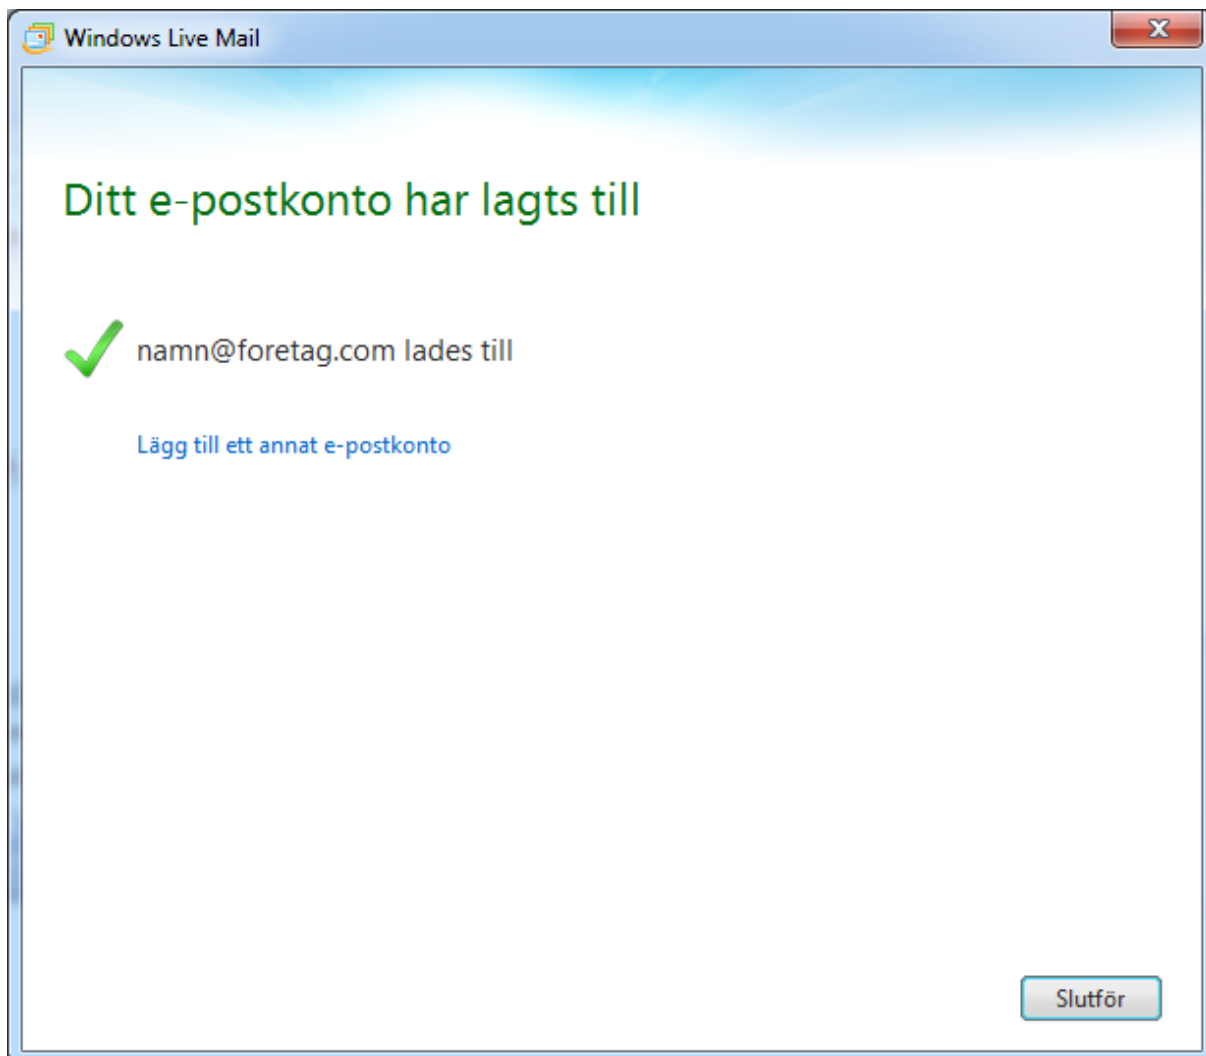 Windows Live Mail
Ditt e-postkonto har lagts till
namn@foretag.com lades till
Lägg till ett annat e-postkonto
Slutför